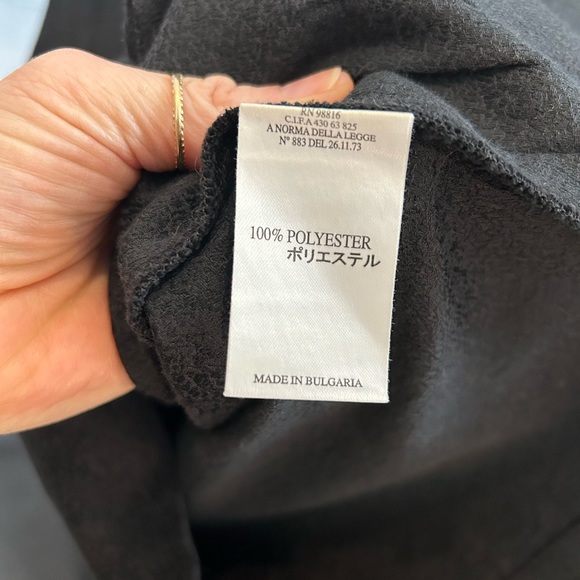 RN 98816
C.I.F.A 430 63 825
A NORMA DELLA LEGGE
N° 883 DEL 26.11.73
100% POLYESTER
ポリエステル
MADE IN BULGARIA